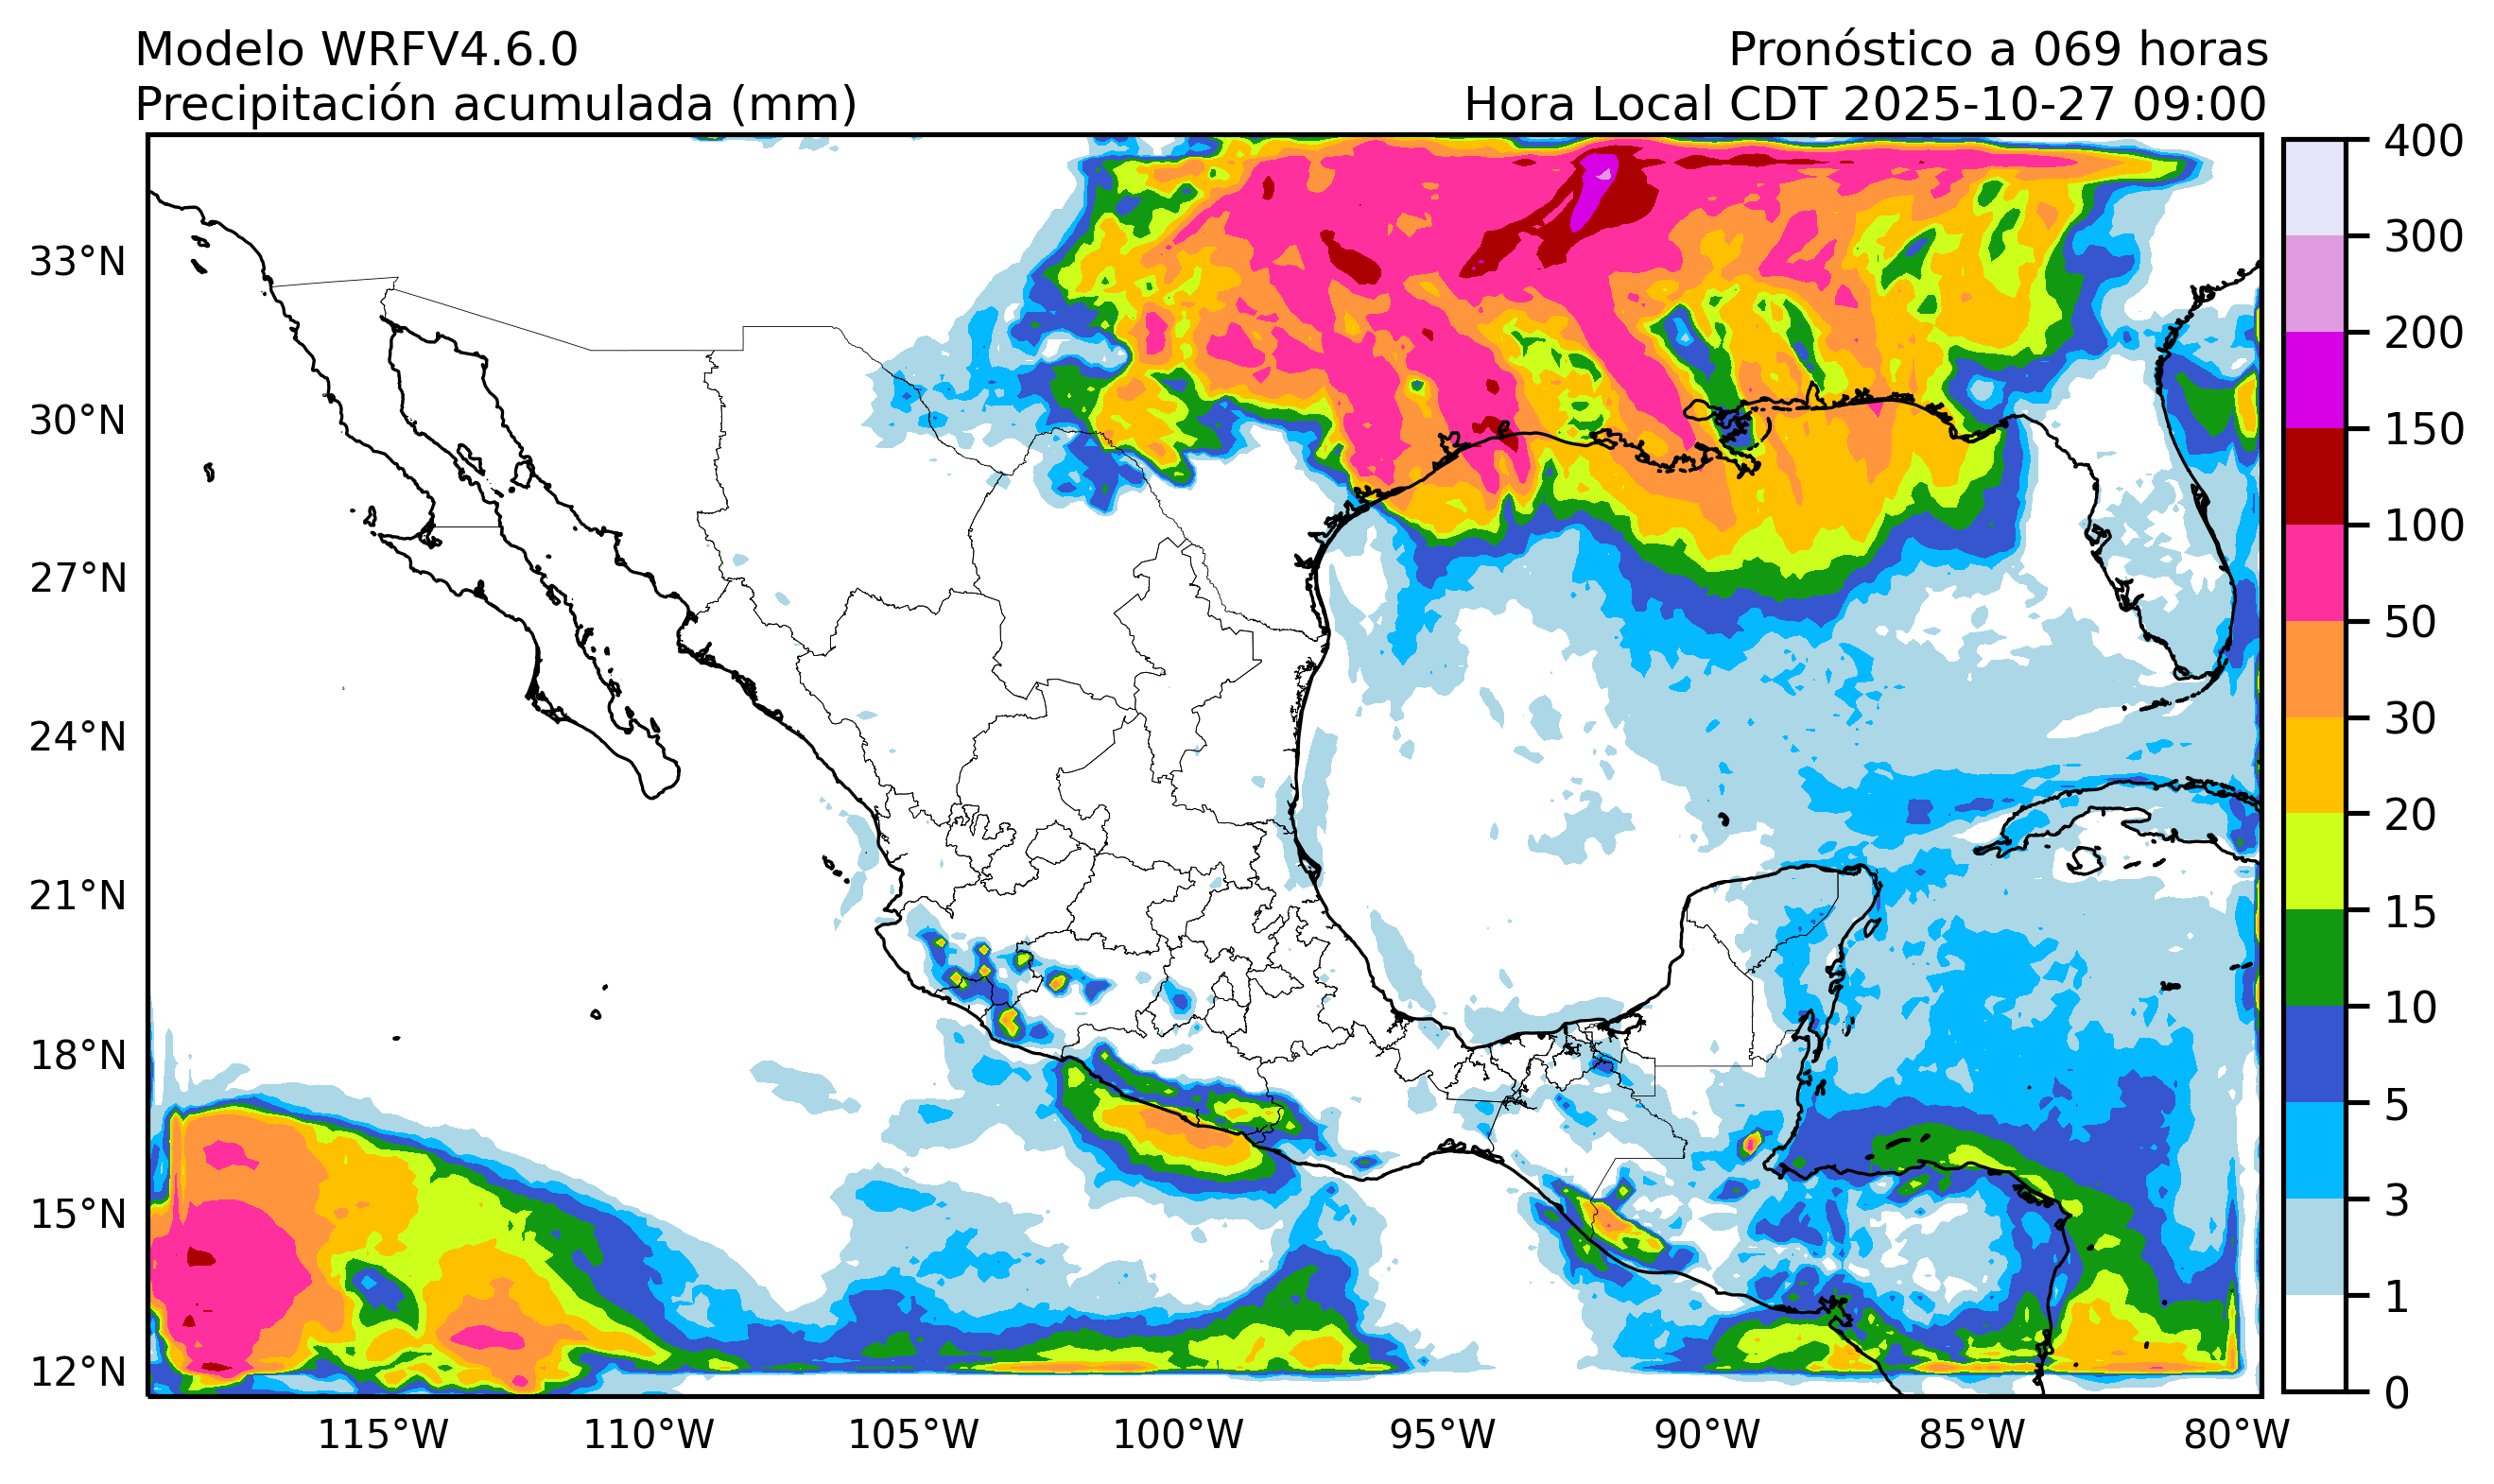 Modelo WRFV4.6.0
Pronóstico a 069 horas
Precipitación acumulada (mm)
Hora Local CDT 2025-10-27 09:00
33°N
30°N
27°N
24°N
21°N
18°N
15°N
12°N
115°W
110°W
105°W
100°W
95°W
90°W
85°W
80°W
400
300
200
150
100
50
30
20
15
10
5
3
1
0